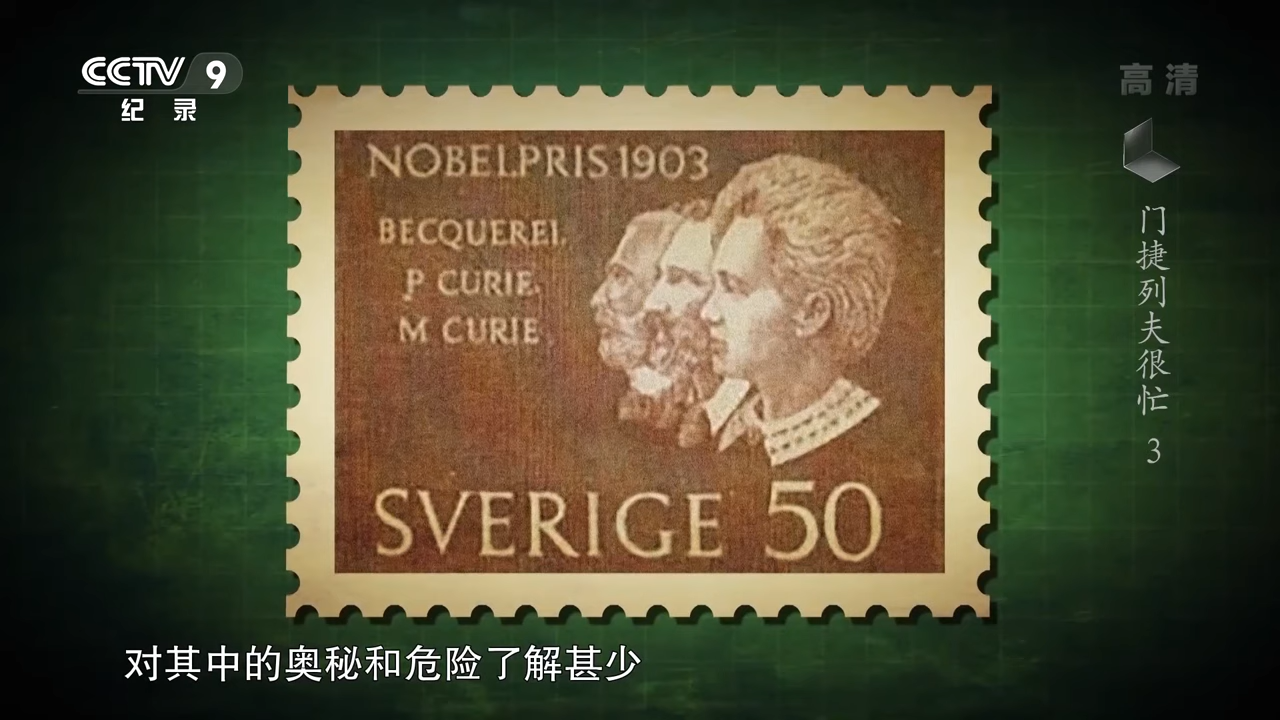 CCTV 9
纪录
高清
NOBELPRIS 1903
BECQUEREL
P CURIE
M CURIE
SVERIGE 50
门捷列夫很忙 3
对其中的奥秘和危险了解甚少